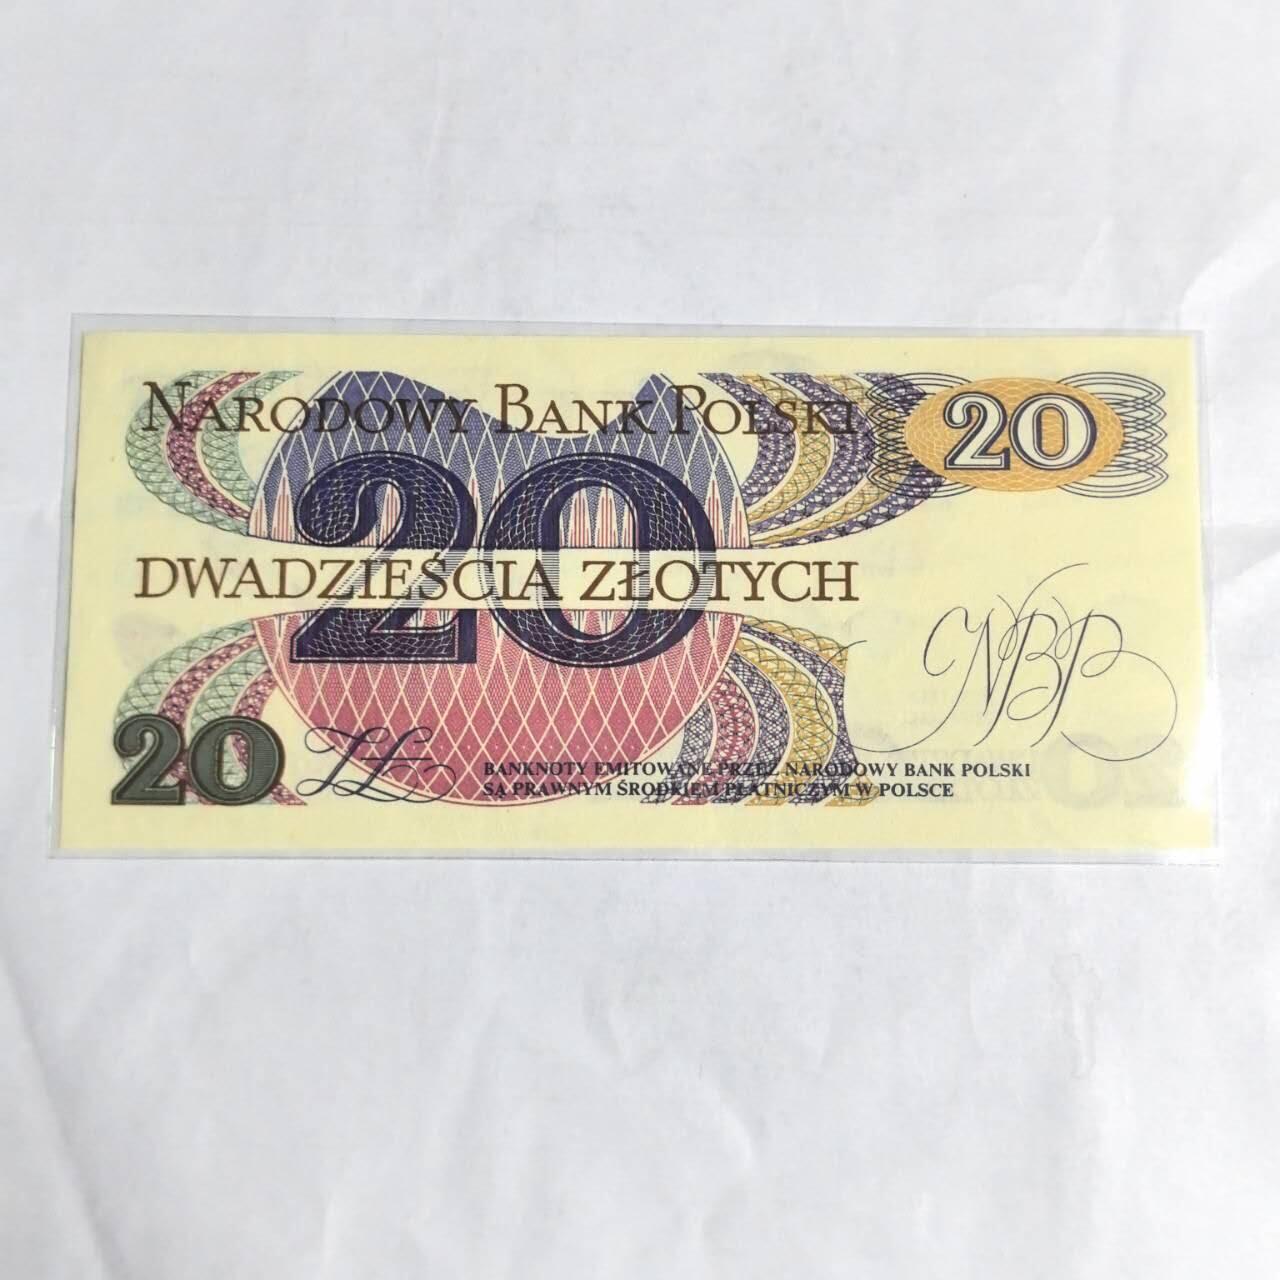 NARODOWY BANK POLSKI
20
20
DWADZIEŚCIA ZŁOTYCH
NBP
20
ZŁ
BANKNOTY EMITOWANE PRZEZ NARODOWY BANK POLSKI
SĄ PRAWNYM ŚRODKIEM PŁATNICZYM W POLSCE